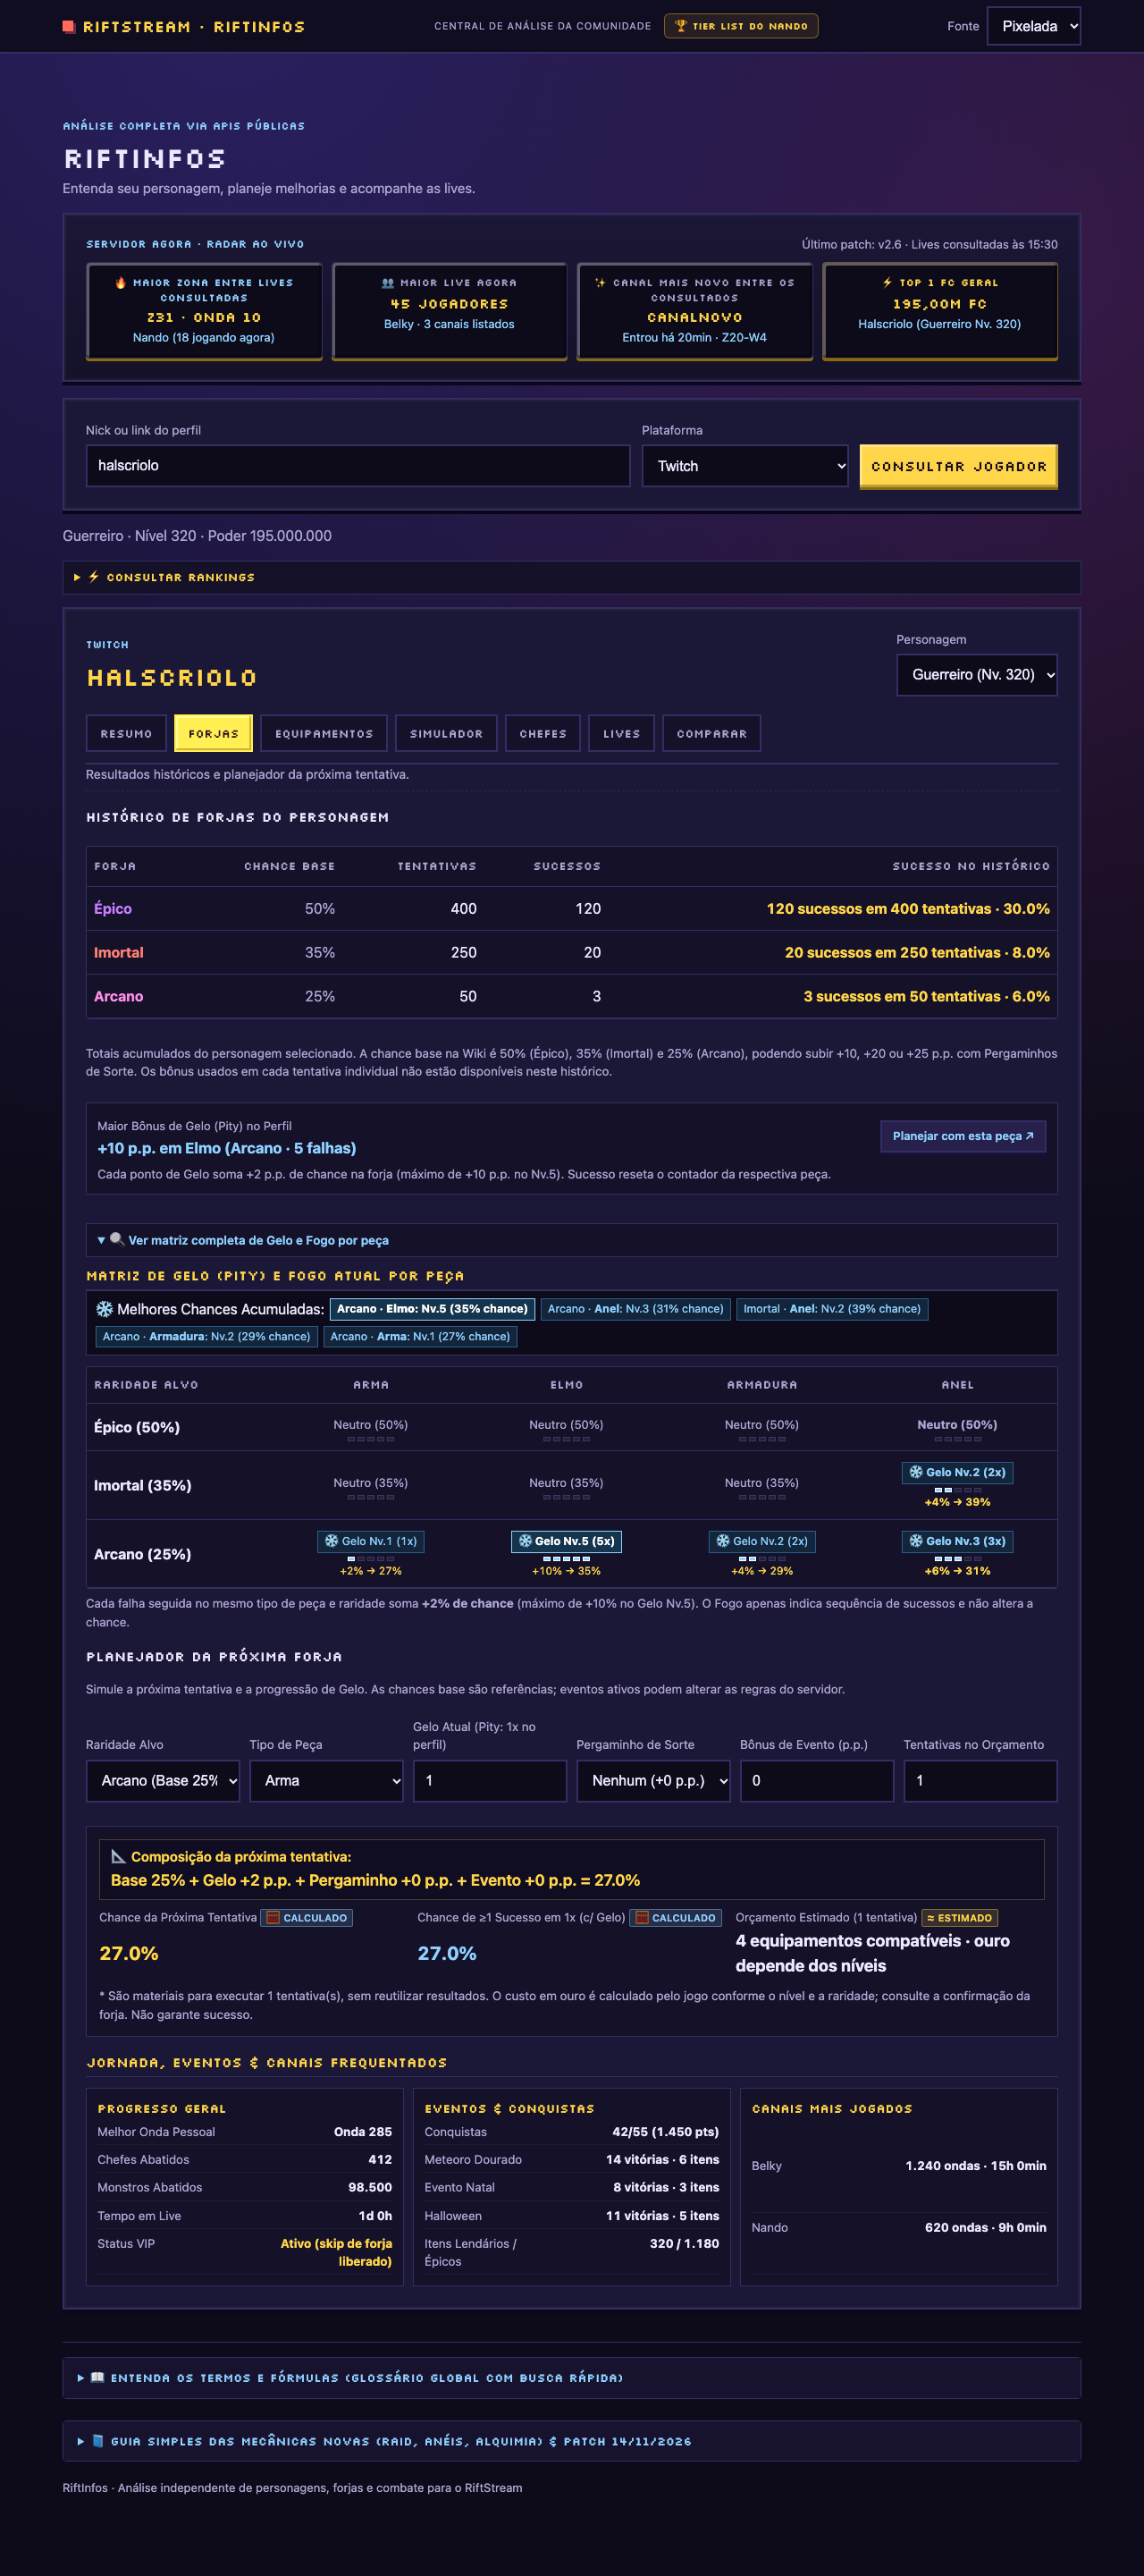 RIFTSTREAM · RIFTINFOS
CENTRAL DE ANÁLISE DA COMUNIDADE
🏆 TIER LIST DO NANDO
Fonte
Pixelada
ANÁLISE COMPLETA VIA APIS PÚBLICAS
RIFTINFOS
Entenda seu personagem, planeje melhorias e acompanhe as lives.
SERVIDOR AGORA · RADAR AO VIVO
Último patch: v2.6 · Lives consultadas às 15:30
🔥 MAIOR ZONA ENTRE LIVES
CONSULTADAS
Z31 · ONDA 10
Nando (18 jogando agora)
👥 MAIOR LIVE AGORA
45 JOGADORES
Belky · 3 canais listados
✨ CANAL MAIS NOVO ENTRE OS
CONSULTADOS
CANALNOVO
Entrou há 20min · Z20-W4
⚡ TOP 1 FC GERAL
195,00M FC
Halscriolo (Guerreiro Nv. 320)
Nick ou link do perfil
Plataforma
halscriolo
Twitch
CONSULTAR JOGADOR
Guerreiro · Nível 320 · Poder 195.000.000
▶ ⚡ CONSULTAR RANKINGS
TWITCH
HALSCRIOLO
Personagem
Guerreiro (Nv. 320)
RESUMO
FORJAS
EQUIPAMENTOS
SIMULADOR
CHEFES
LIVES
COMPARAR
Resultados históricos e planejador da próxima tentativa.
HISTÓRICO DE FORJAS DO PERSONAGEM
FORJA CHANCE BASE TENTATIVAS SUCESSOS SUCESSO NO HISTÓRICO
Épico 50% 400 120 120 sucessos em 400 tentativas · 30.0%
Imortal 35% 250 20 20 sucessos em 250 tentativas · 8.0%
Arcano 25% 50 3 3 sucessos em 50 tentativas · 6.0%
Totais acumulados do personagem selecionado. A chance base na Wiki é 50% (Épico), 35% (Imortal) e 25% (Arcano), podendo subir +10, +20 ou +25 p.p. com Pergaminhos
de Sorte. Os bônus usados em cada tentativa individual não estão disponíveis neste histórico.
Maior Bônus de Gelo (Pity) no Perfil
+10 p.p. em Elmo (Arcano · 5 falhas)
Cada ponto de Gelo soma +2 p.p. de chance na forja (máximo de +10 p.p. no Nv.5). Sucesso reseta o contador da respectiva peça.
Planejar com esta peça ↗
▼ 🔍 Ver matriz completa de Gelo e Fogo por peça
MATRIZ DE GELO (PITY) E FOGO ATUAL POR PEÇA
❄️ Melhores Chances Acumuladas: Arcano · Elmo: Nv.5 (35% chance) Arcano · Anel: Nv.3 (31% chance) Imortal · Anel: Nv.2 (39% chance)
Arcano · Armadura: Nv.2 (29% chance) Arcano · Arma: Nv.1 (27% chance)
RARIDADE ALVO ARMA ELMO ARMADURA ANEL
Épico (50%) Neutro (50%) Neutro (50%) Neutro (50%) Neutro (50%)
Imortal (35%) Neutro (35%) Neutro (35%) Neutro (35%) ❄️ Gelo Nv.2 (2x)
+4% → 39%
Arcano (25%) ❄️ Gelo Nv.1 (1x) ❄️ Gelo Nv.5 (5x) ❄️ Gelo Nv.2 (2x) ❄️ Gelo Nv.3 (3x)
+2% → 27% +10% → 35% +4% → 29% +6% → 31%
Cada falha seguida no mesmo tipo de peça e raridade soma +2% de chance (máximo de +10% no Gelo Nv.5). O Fogo apenas indica sequência de sucessos e não altera a
chance.
PLANEJADOR DA PRÓXIMA FORJA
Simule a próxima tentativa e a progressão de Gelo. As chances base são referências; eventos ativos podem alterar as regras do servidor.
Raridade Alvo
Arcano (Base 25%
Tipo de Peça
Arma
Gelo Atual (Pity: 1x no
perfil)
1
Pergaminho de Sorte
Nenhum (+0 p.p.)
Bônus de Evento (p.p.)
0
Tentativas no Orçamento
1
📐 Composição da próxima tentativa:
Base 25% + Gelo +2 p.p. + Pergaminho +0 p.p. + Evento +0 p.p. = 27.0%
Chance da Próxima Tentativa 🧮 CALCULADO
27.0%
Chance de ≥1 Sucesso em 1x (c/ Gelo) 🧮 CALCULADO
27.0%
Orçamento Estimado (1 tentativa) ≈ ESTIMADO
4 equipamentos compatíveis · ouro
depende dos níveis
* São materiais para executar 1 tentativa(s), sem reutilizar resultados. O custo em ouro é calculado pelo jogo conforme o nível e a raridade; consulte a confirmação da
forja. Não garante sucesso.
JORNADA, EVENTOS & CANAIS FREQUENTADOS
PROGRESSO GERAL
Melhor Onda Pessoal Onda 285
Chefes Abatidos 412
Monstros Abatidos 98.500
Tempo em Live 1d 0h
Status VIP Ativo (skip de forja
liberado)
EVENTOS & CONQUISTAS
Conquistas 42/55 (1.450 pts)
Meteoro Dourado 14 vitórias · 6 itens
Evento Natal 8 vitórias · 3 itens
Halloween 11 vitórias · 5 itens
Itens Lendários / 320 / 1.180
Épicos
CANAIS MAIS JOGADOS
Belky 1.240 ondas · 15h 0min
Nando 620 ondas · 9h 0min
▶ 📖 ENTENDA OS TERMOS E FÓRMULAS (GLOSSÁRIO GLOBAL COM BUSCA RÁPIDA)
▶ 📘 GUIA SIMPLES DAS MECÂNICAS NOVAS (RAID, ANÉIS, ALQUIMIA) & PATCH 14/11/2026
RiftInfos · Análise independente de personagens, forjas e combate para o RiftStream